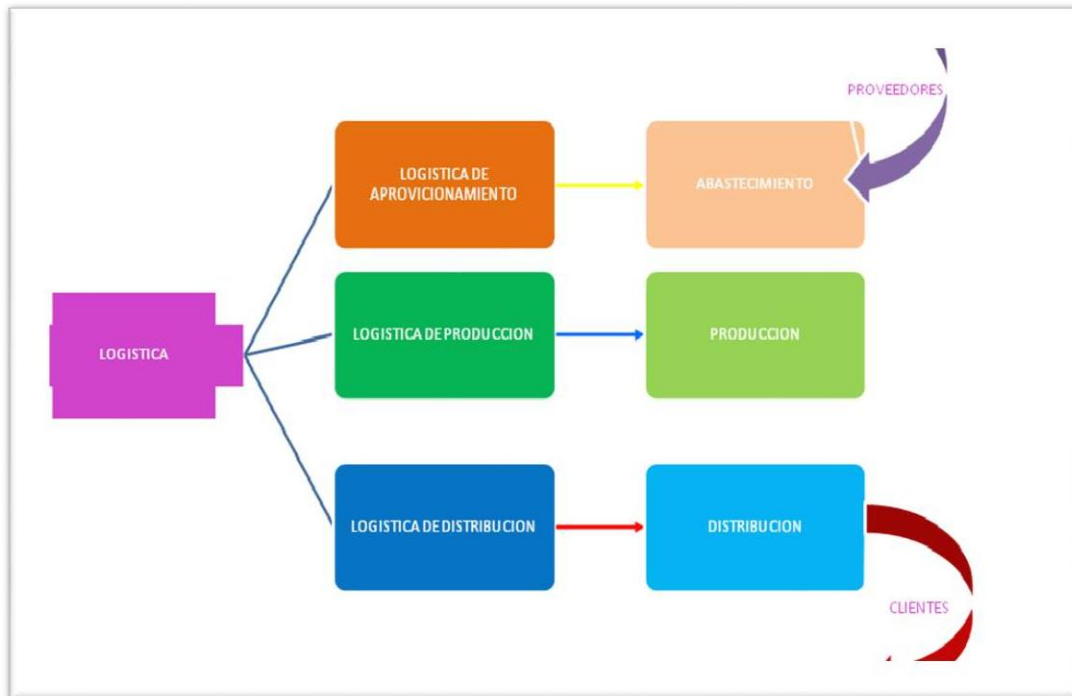 PROVEEDORES
LOGISTICA DE
APROVICIONAMIENTO
ABASTECIMIENTO
LOGISTICA DE PRODUCCION
PRODUCCION
LOGISTICA
LOGISTICA DE DISTRIBUCION
DISTRIBUCION
CLIENTES